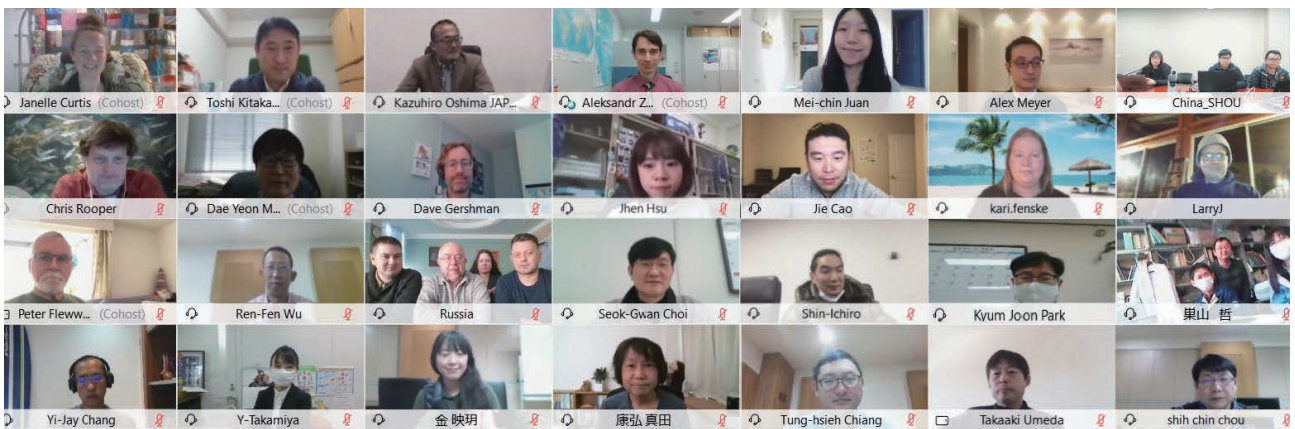 Janelle Curtis (Cohost)
Toshi Kitaka... (Cohost)
Kazuhiro Oshima JAP...
Aleksandr Z... (Cohost)
Mei-chin Juan
Alex Meyer
China_SHOU
Chris Rooper
Dae Yeon M... (Cohost)
Dave Gershman
Jhen Hsu
Jie Cao
kari.fenske
LarryJ
Peter Fleww... (Cohost)
Ren-Fen Wu
Russia
Seok-Gwan Choi
Shin-Ichiro
Kyum Joon Park
巣山 哲
Yi-Jay Chang
Y-Takamiya
金 映玥
康弘 真田
Tung-hsieh Chiang
Takaaki Umeda
shih chin chou